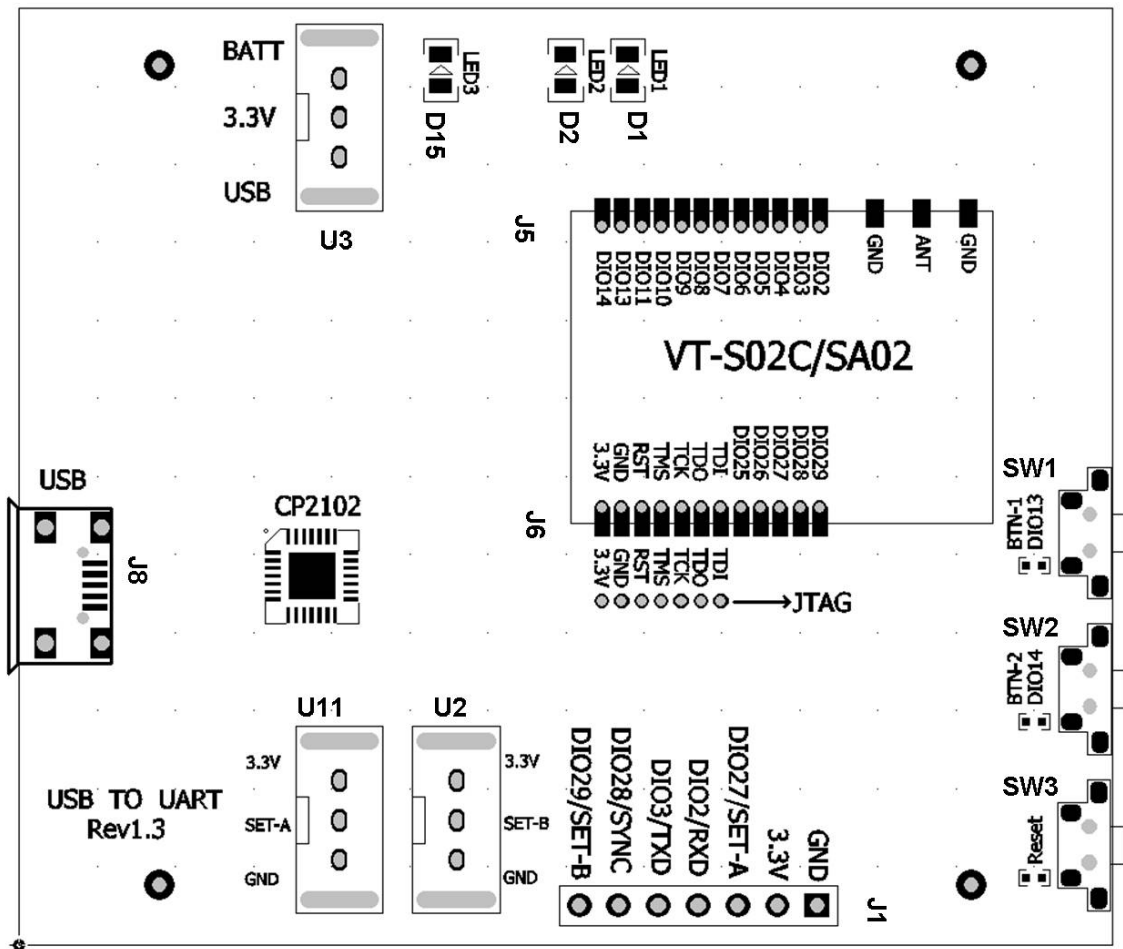 BATT
3.3V
USB
U3
LED3
D15
LED2
D2
LED1
D1
J5
DIO14
DIO13
DIO11
DIO10
DIO9
DIO8
DIO7
DIO6
DIO5
DIO4
DIO3
DIO2
GND
ANT
GND
VT-S02C/SA02
3.3V
GND
RST
TMS
TCK
TDO
TDI
DIO25
DIO26
DIO27
DIO28
DIO29
J6
3.3V
GND
RST
TMS
TCK
TDO
TDI
JTAG
USB
J8
CP2102
SW1
BTN-1
DIO13
SW2
BTN-2
DIO14
SW3
Reset
U11
3.3V
SET-A
GND
U2
3.3V
SET-B
GND
USB TO UART
Rev1.3
DIO29/SET-B
DIO28/SYNC
DIO3/TXD
DIO2/RXD
DIO27/SET-A
3.3V
GND
J1